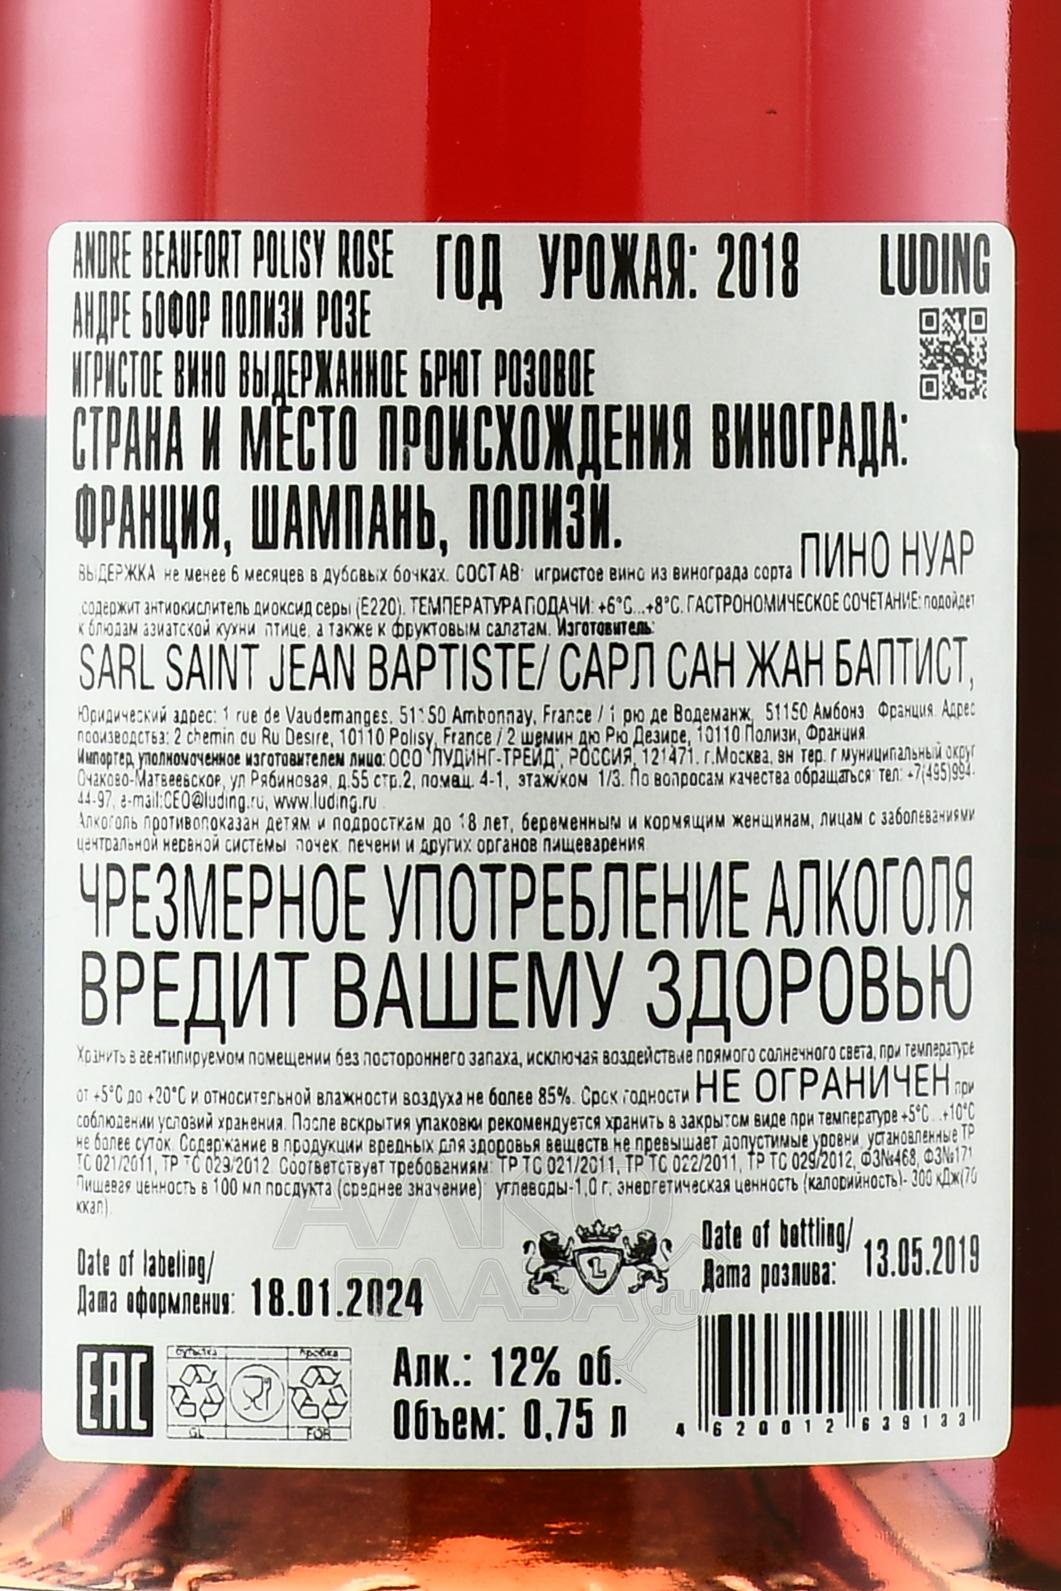 ANDRE BEAUFORT POLISY ROSE
АНДРЕ БОФОР ПОЛИЗИ РОЗЕ
ГОД УРОЖАЯ: 2018
LUDING
ИГРИСТОЕ ВИНО ВЫДЕРЖАННОЕ БРЮТ РОЗОВОЕ
СТРАНА И МЕСТО ПРОИСХОЖДЕНИЯ ВИНОГРАДА:
ФРАНЦИЯ, ШАМПАНЬ, ПОЛИЗИ.
ВЫДЕРЖКА не менее 6 месяцев в дубовых бочках. СОСТАВ: игристое вино из винограда сорта ПИНО НУАР
,содержит антиокислитель диоксид серы (Е220). ТЕМПЕРАТУРА ПОДАЧИ: +6°С...+8°С. ГАСТРОНОМИЧЕСКОЕ СОЧЕТАНИЕ: подойдет
к блюдам азиатской кухни, птице, а также к фруктовым салатам. Изготовитель:
SARL SAINT JEAN BAPTISTE/ САРЛ САН ЖАН БАПТИСТ,
Юридический адрес: 1 rue de Vaudemanges, 51150 Ambonnay, France / 1 рю де Водеманж, 51150 Амбонэ, Франция. Адрес
производства: 2 chemin du Ru Desire, 10110 Polisy, France / 2 шемин дю Рю Дезире, 10110 Полизи, Франция
Импортер, уполномоченное изготовителем лицо: ООО "ЛУДИНГ-ТРЕЙД", РОССИЯ, 121471, г.Москва, вн. тер. г. муниципальный округ
Очаково-Матвеевское, ул Рябиновая, д.55 стр.2, помещ. 4-1, этаж/ком. 1/3. По вопросам качества обращаться тел: +7(495)994-
44-97, e-mail:CEO@luding.ru, www.luding.ru
Алкоголь противопоказан детям и подросткам до 18 лет, беременным и кормящим женщинам, лицам с заболеваниями
центральной нервной системы, почек, печени и других органов пищеварения
ЧРЕЗМЕРНОЕ УПОТРЕБЛЕНИЕ АЛКОГОЛЯ
ВРЕДИТ ВАШЕМУ ЗДОРОВЬЮ
Хранить в вентилируемом помещении без постороннего запаха, исключая воздействие прямого солнечного света, при температуре
от +5°С до +20°С и относительной влажности воздуха не более 85%. Срок годности НЕ ОГРАНИЧЕН при
соблюдении условий хранения. После вскрытия упаковки рекомендуется хранить в закрытом виде при температуре +5°С...+10°С
не более суток. Содержание в продукции вредных для здоровья веществ не превышает допустимые уровни, установленные ТР
ТС 021/2011, ТР ТС 029/2012. Соответствует требованиям: ТР ТС 021/2011, ТР ТС 022/2011, ТР ТС 029/2012, ФЗ№468, ФЗ№171
Пищевая ценность в 100 мл продукта (среднее значение): углеводы-1,0 г; энергетическая ценность (калорийность)- 300 кДж(70
ккал)
Date of labeling/
Дата оформления: 18.01.2024
L
Date of bottling/
Дата розлива: 13.05.2019
АЛКО
ПЛАЗА.ru
EAC
бутылка
пробка
GL
FOR
Алк.: 12% об.
Объем: 0,75 л
4 620012 639133